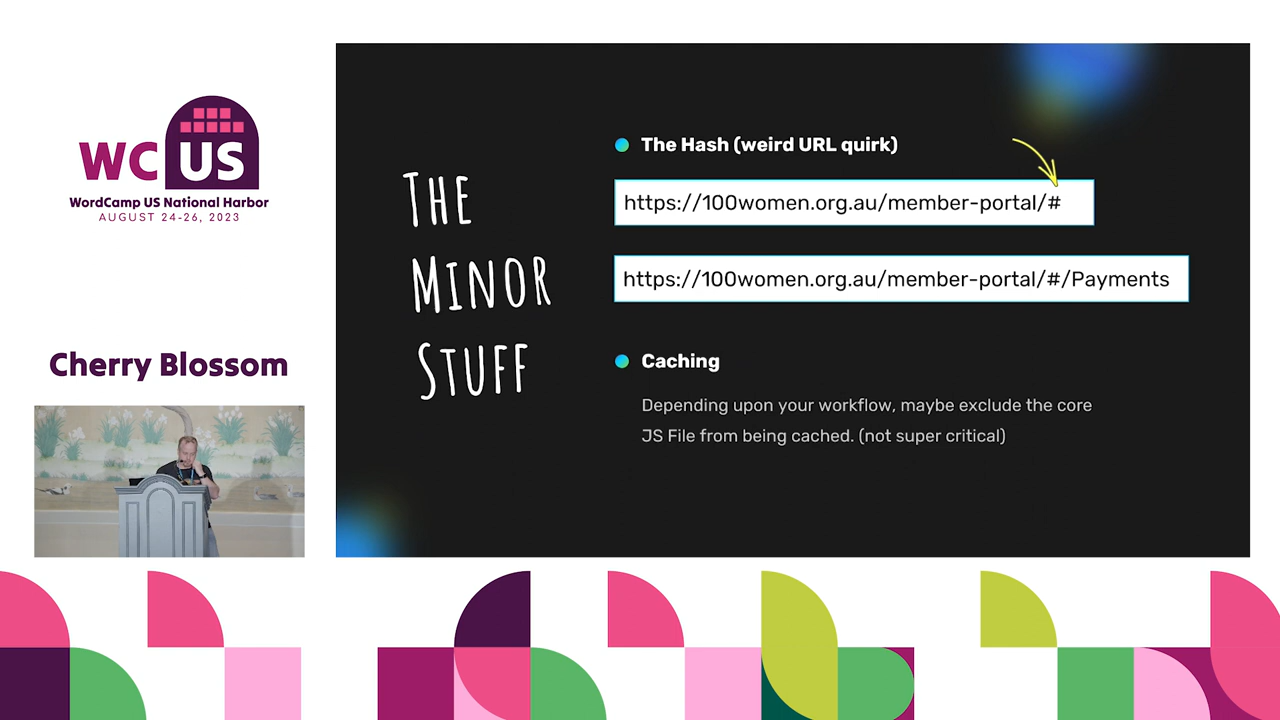 WC US
WordCamp US National Harbor
AUGUST 24-26, 2023
Cherry Blossom
The
Minor
Stuff
The Hash (weird URL quirk)
https://100women.org.au/member-portal/#
https://100women.org.au/member-portal/#/Payments
Caching
Depending upon your workflow, maybe exclude the core
JS File from being cached. (not super critical)